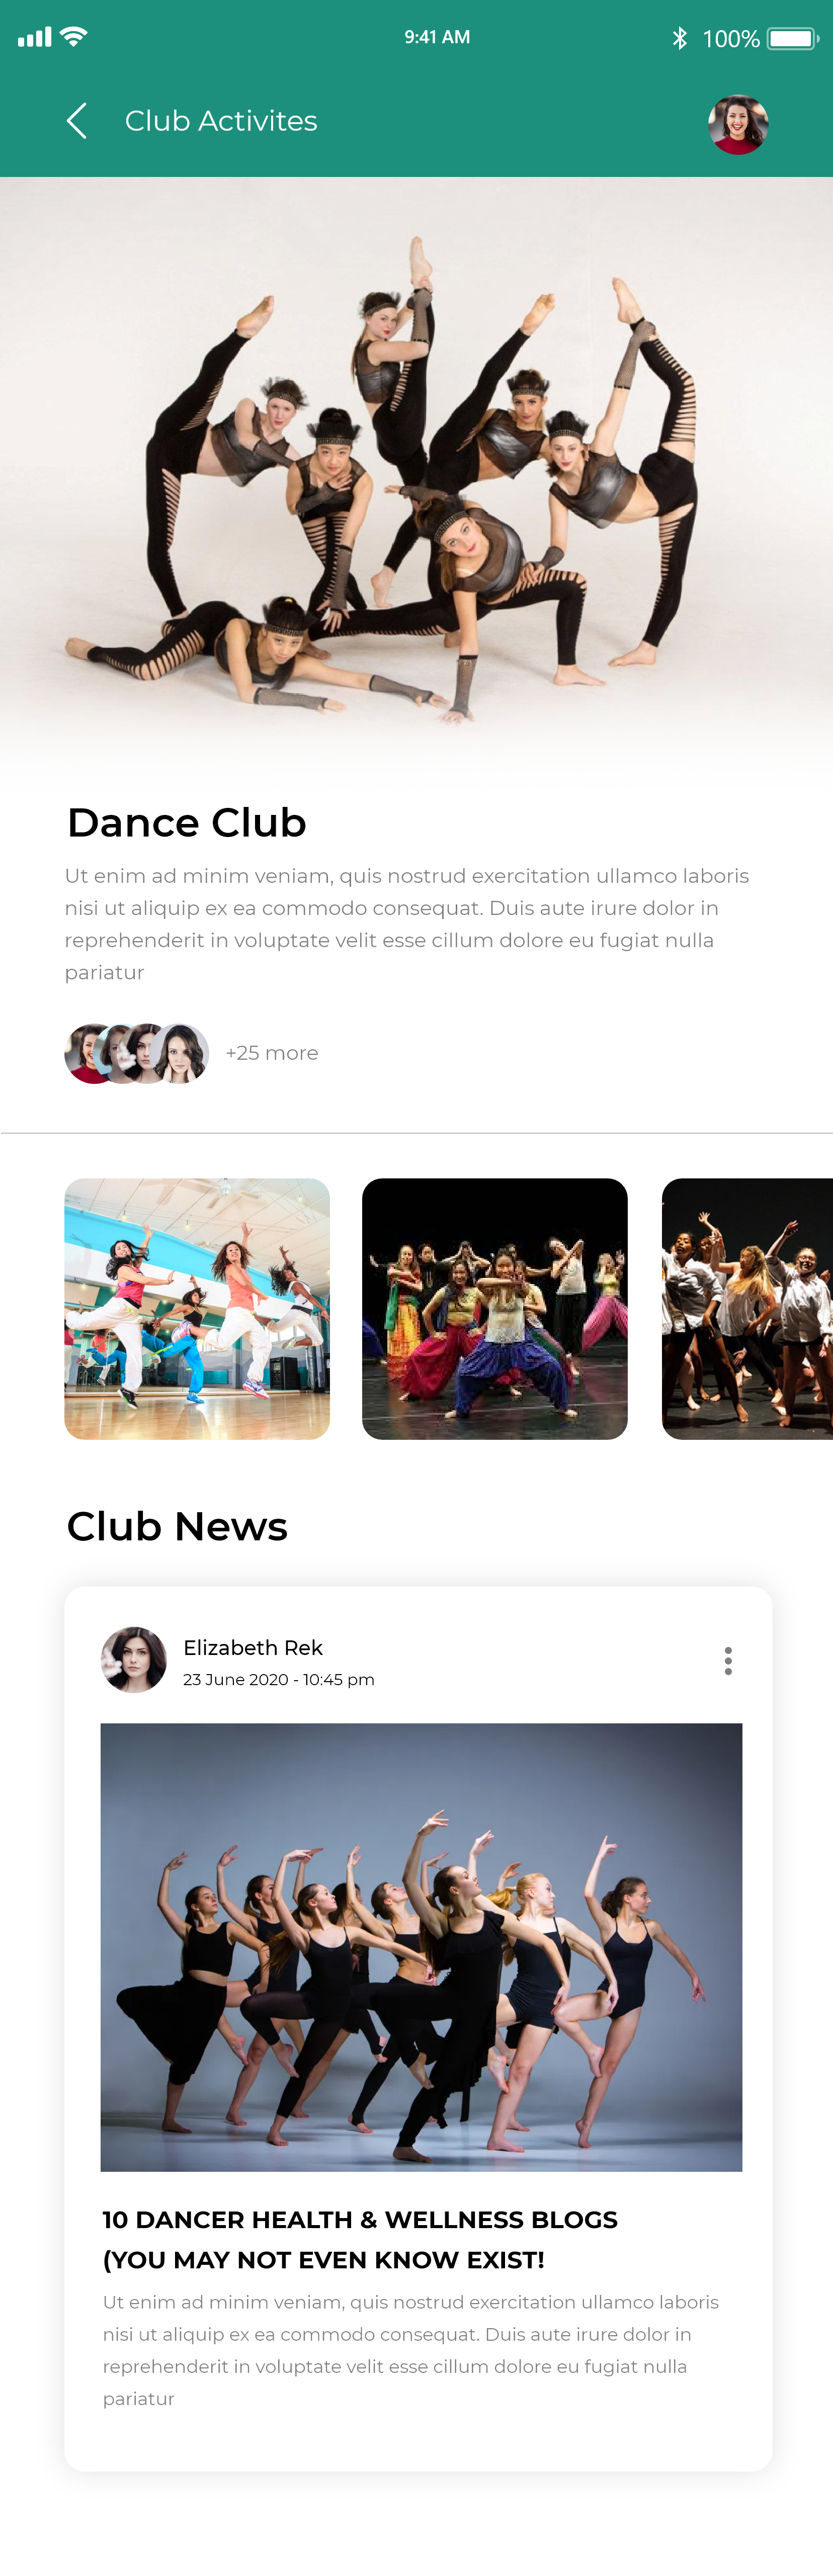 9:41 AM
100%
Club Activites
Dance Club
Ut enim ad minim veniam, quis nostrud exercitation ullamco laboris
nisi ut aliquip ex ea commodo consequat. Duis aute irure dolor in
reprehenderit in voluptate velit esse cillum dolore eu fugiat nulla
pariatur
+25 more
Club News
Elizabeth Rek
23 June 2020 - 10:45 pm
10 DANCER HEALTH & WELLNESS BLOGS
(YOU MAY NOT EVEN KNOW EXIST!
Ut enim ad minim veniam, quis nostrud exercitation ullamco laboris
nisi ut aliquip ex ea commodo consequat. Duis aute irure dolor in
reprehenderit in voluptate velit esse cillum dolore eu fugiat nulla
pariatur